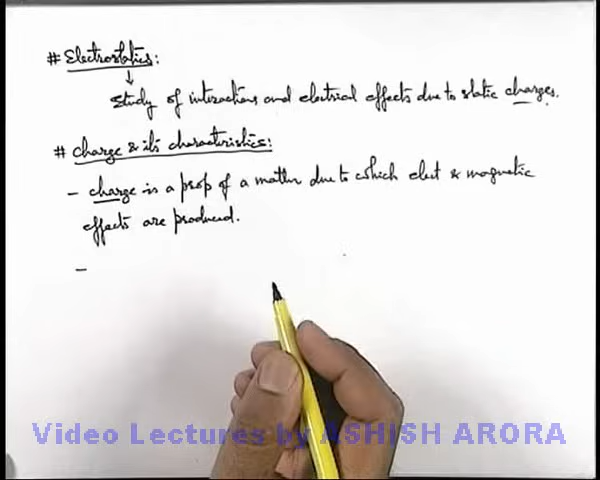 # Electrostatics:
↓
Study of interactions and electrical effects due to static charges.
# Charge & its characteristics:
- charge is a prop of a matter due to which elect & magnetic
effects are produced.
-
Video Lectures by ASHISH ARORA